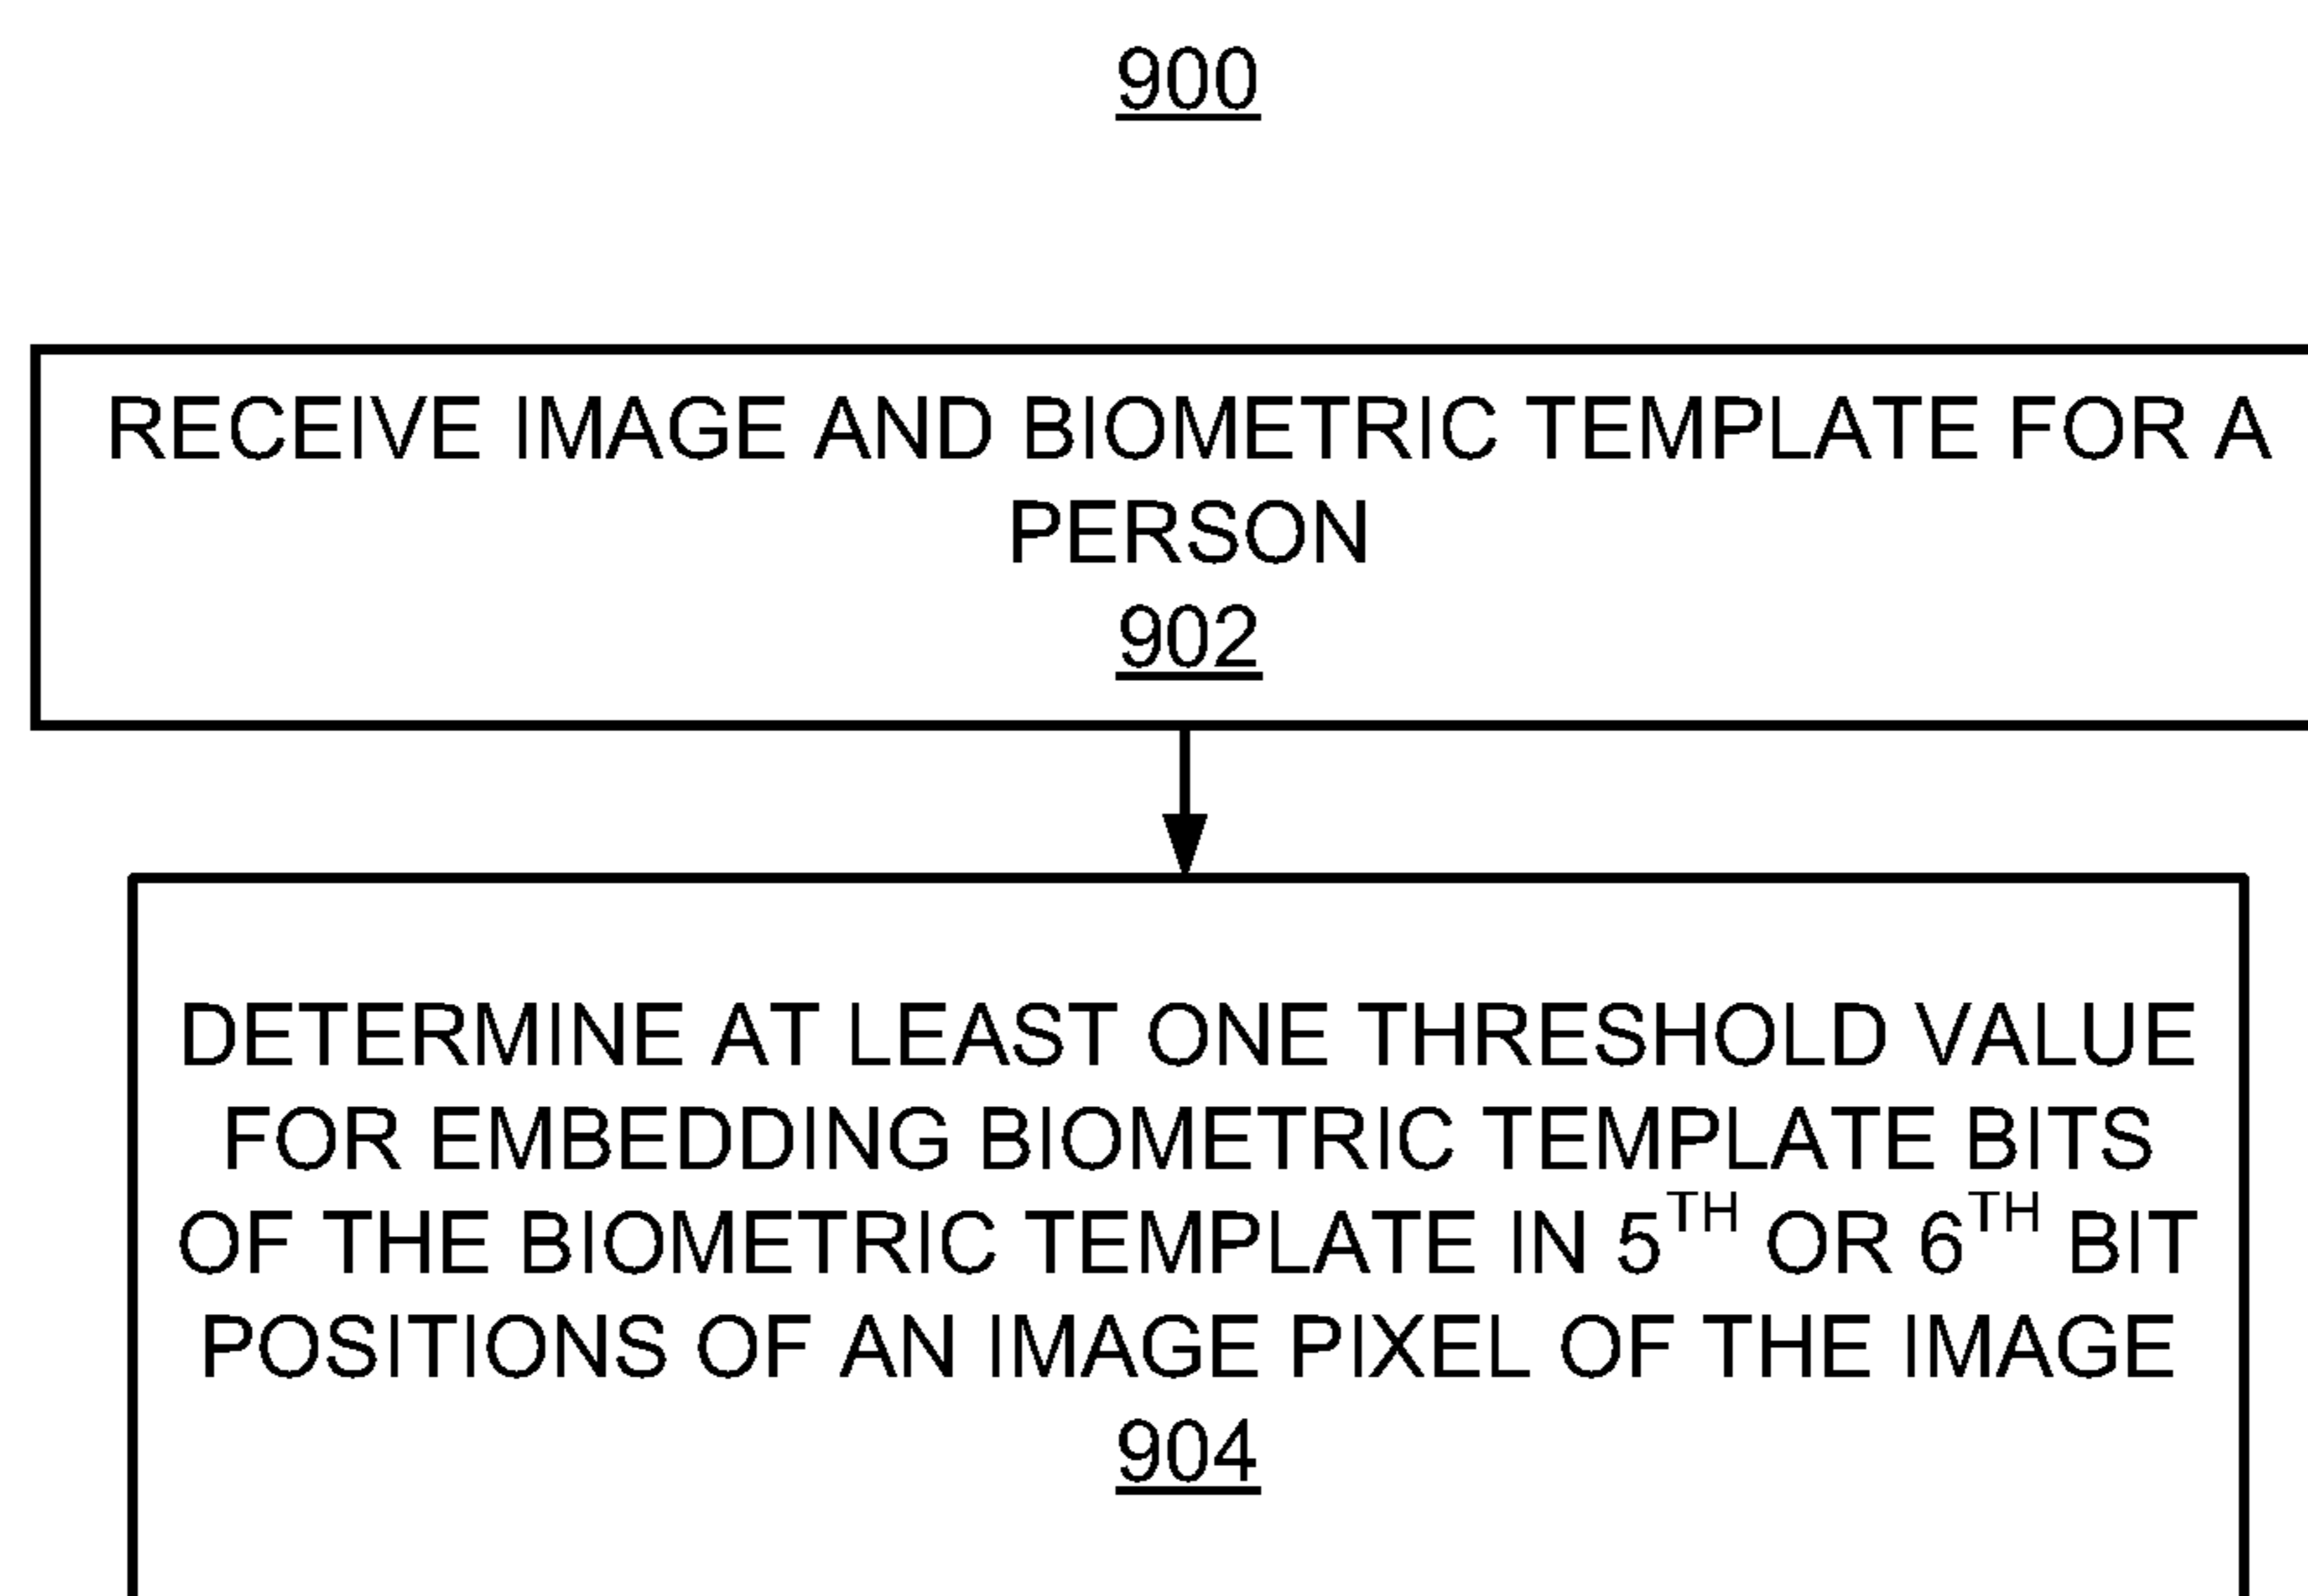 900
RECEIVE IMAGE AND BIOMETRIC TEMPLATE FOR A
PERSON
902
DETERMINE AT LEAST ONE THRESHOLD VALUE
FOR EMBEDDING BIOMETRIC TEMPLATE BITS
OF THE BIOMETRIC TEMPLATE IN 5TH OR 6TH BIT
POSITIONS OF AN IMAGE PIXEL OF THE IMAGE
904